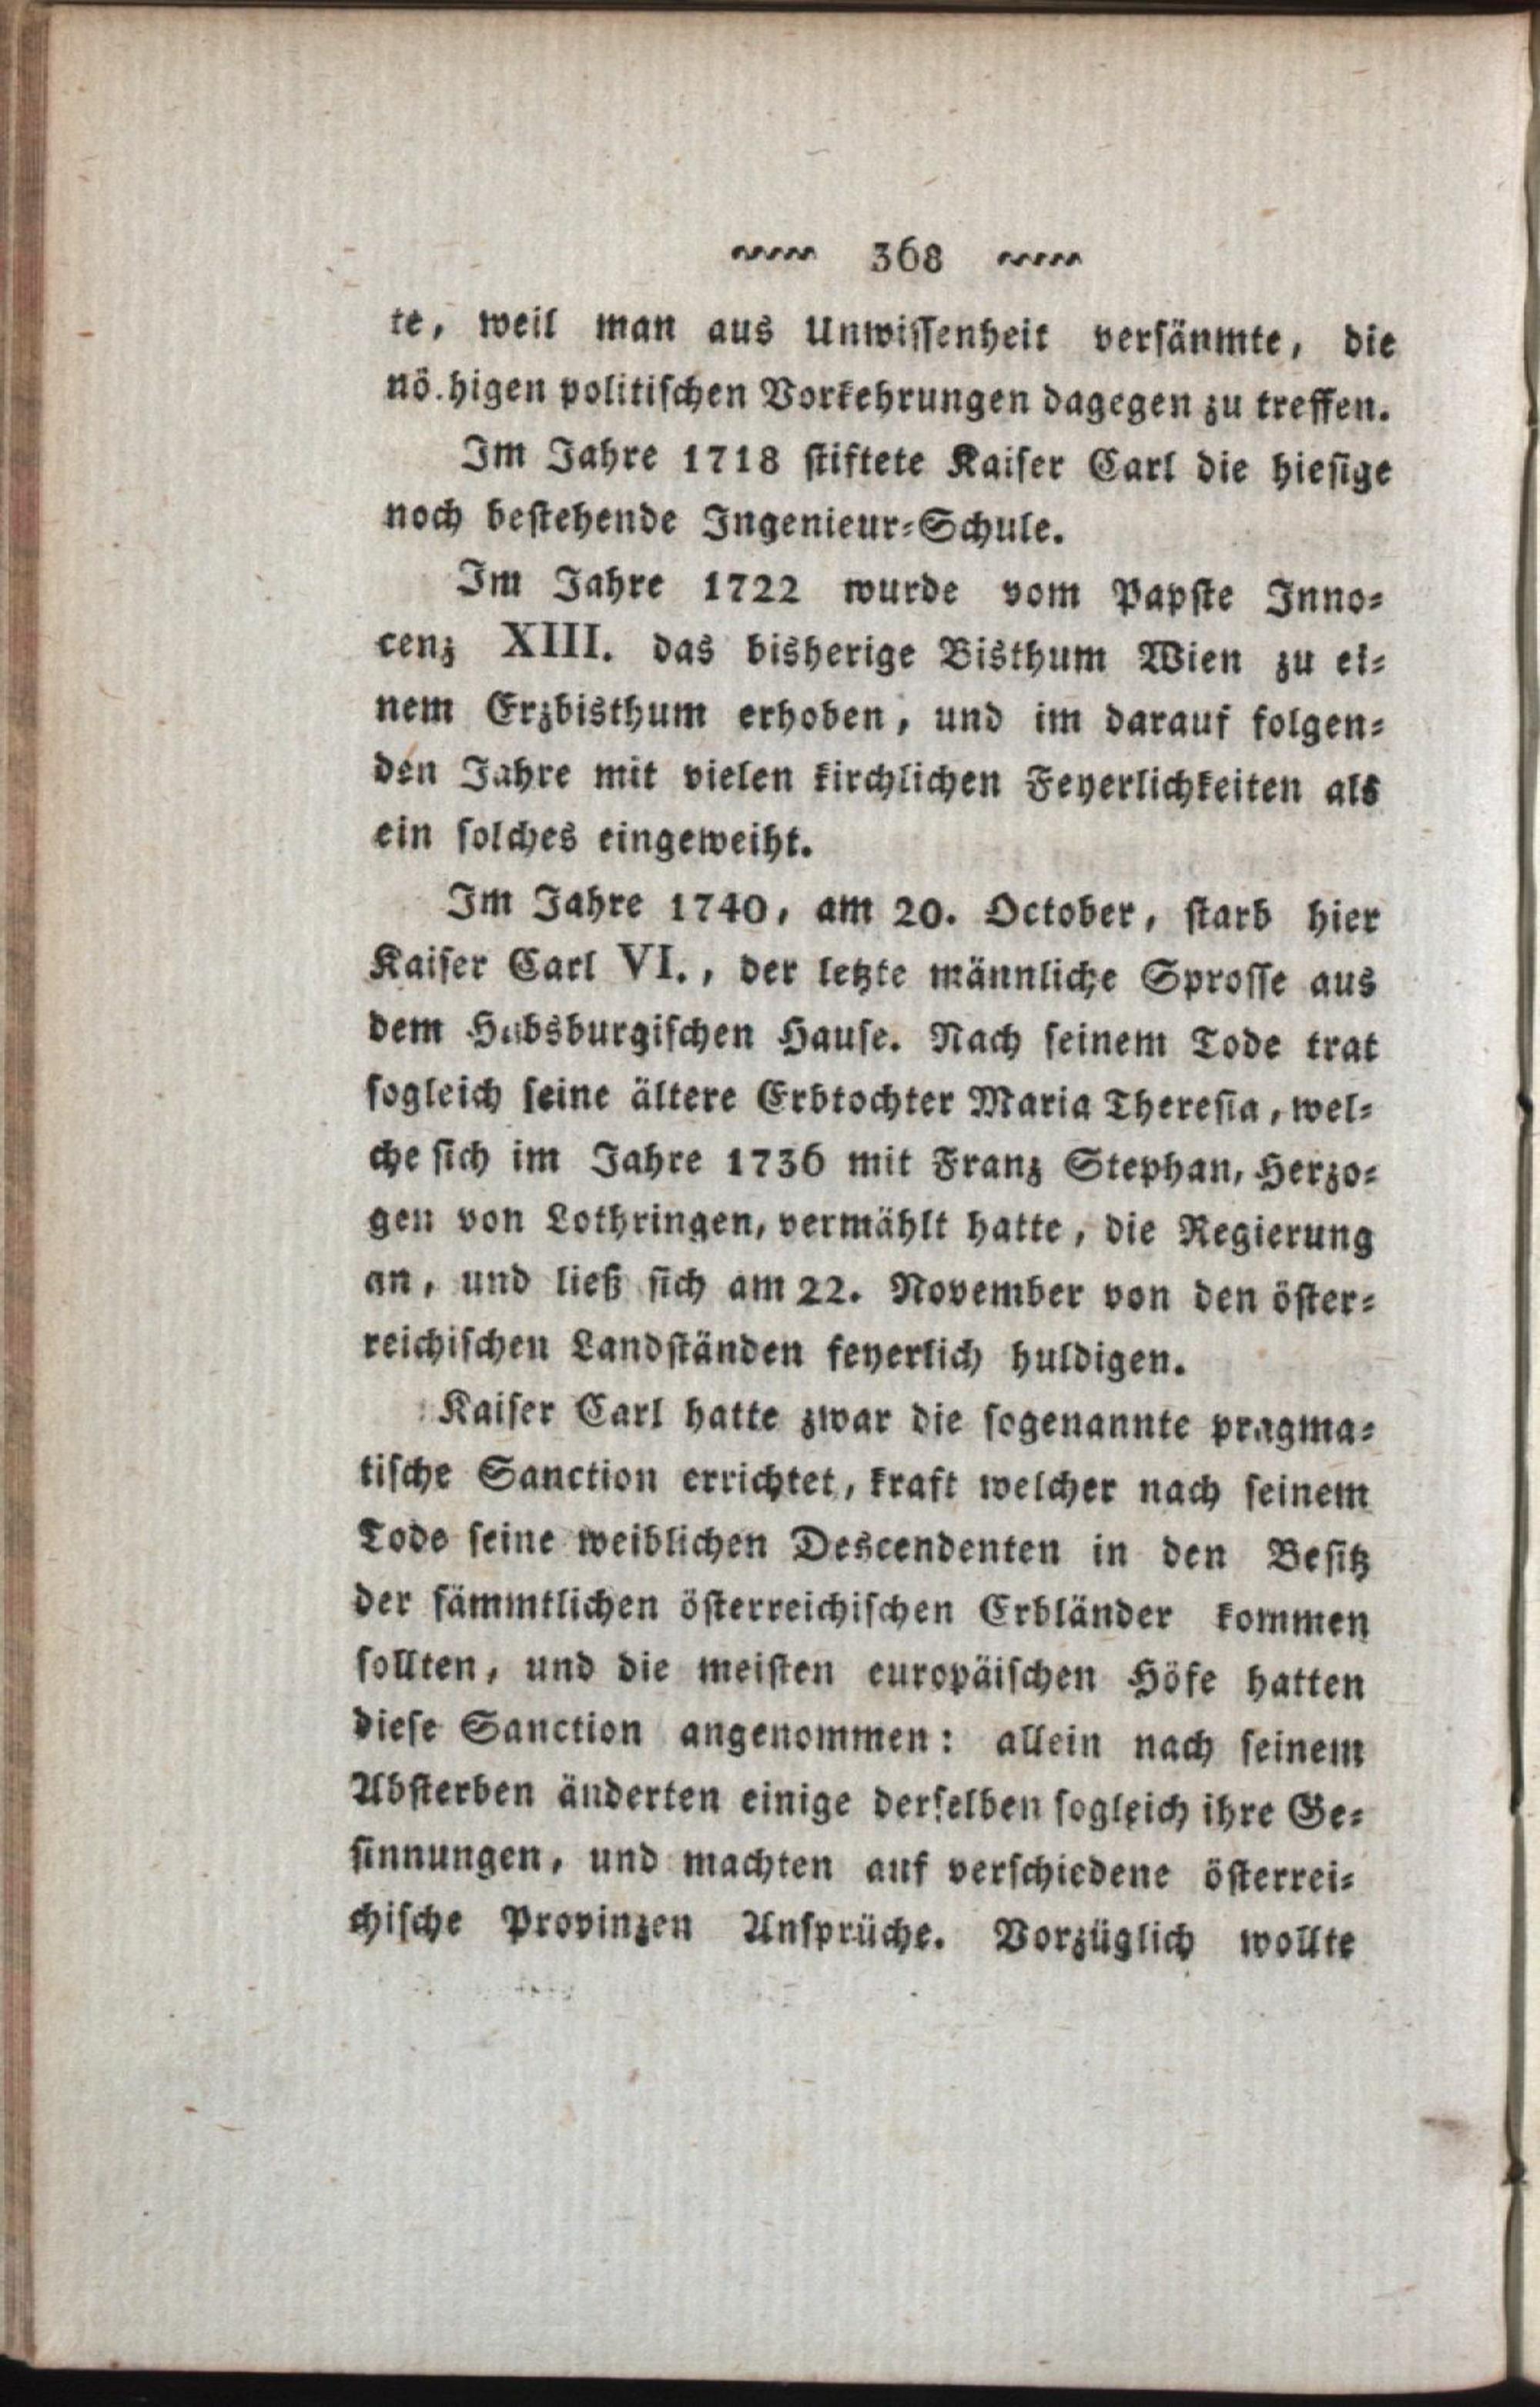 368
te, weil man aus Unwissenheit versänmte, die
nö.higen politischen Vorkehrungen dagegen zu treffen.
Im Jahre 1718 stiftete Kaiser Carl die hiesige
noch bestehende Ingenieur-Schule.
Im Jahre 1722 wurde vom Papste Inno-
cenz XIII. das bisherige Bisthum Wien zu ei-
nem Erzbisthum erhoben, und im darauf folgen-
den Jahre mit vielen kirchlichen Feyerlichkeiten als
ein solches eingeweiht.
Im Jahre 1740, am 20. October, starb hier
Kaiser Carl VI., der letzte männliche Sprosse aus
dem Habsburgischen Hause. Nach seinem Tode trat
sogleich seine ältere Erbtochter Maria Theresia, wel-
che sich im Jahre 1736 mit Franz Stephan, Herzo-
gen von Lothringen, vermählt hatte, die Regierung
an, und ließ sich am 22. November von den öster-
reichischen Landständen feyerlich huldigen.
Kaiser Carl hatte zwar die sogenannte pragma-
tische Sanction errichtet, kraft welcher nach seinem
Tode seine weiblichen Descendenten in den Besitz
der sämmtlichen österreichischen Erbländer kommen
sollten, und die meisten europäischen Höfe hatten
diese Sanction angenommen: allein nach seinem
Absterben änderten einige derselben sogleich ihre Ge-
sinnungen, und machten auf verschiedene österrei-
chische Provinzen Ansprüche. Vorzüglich wollte